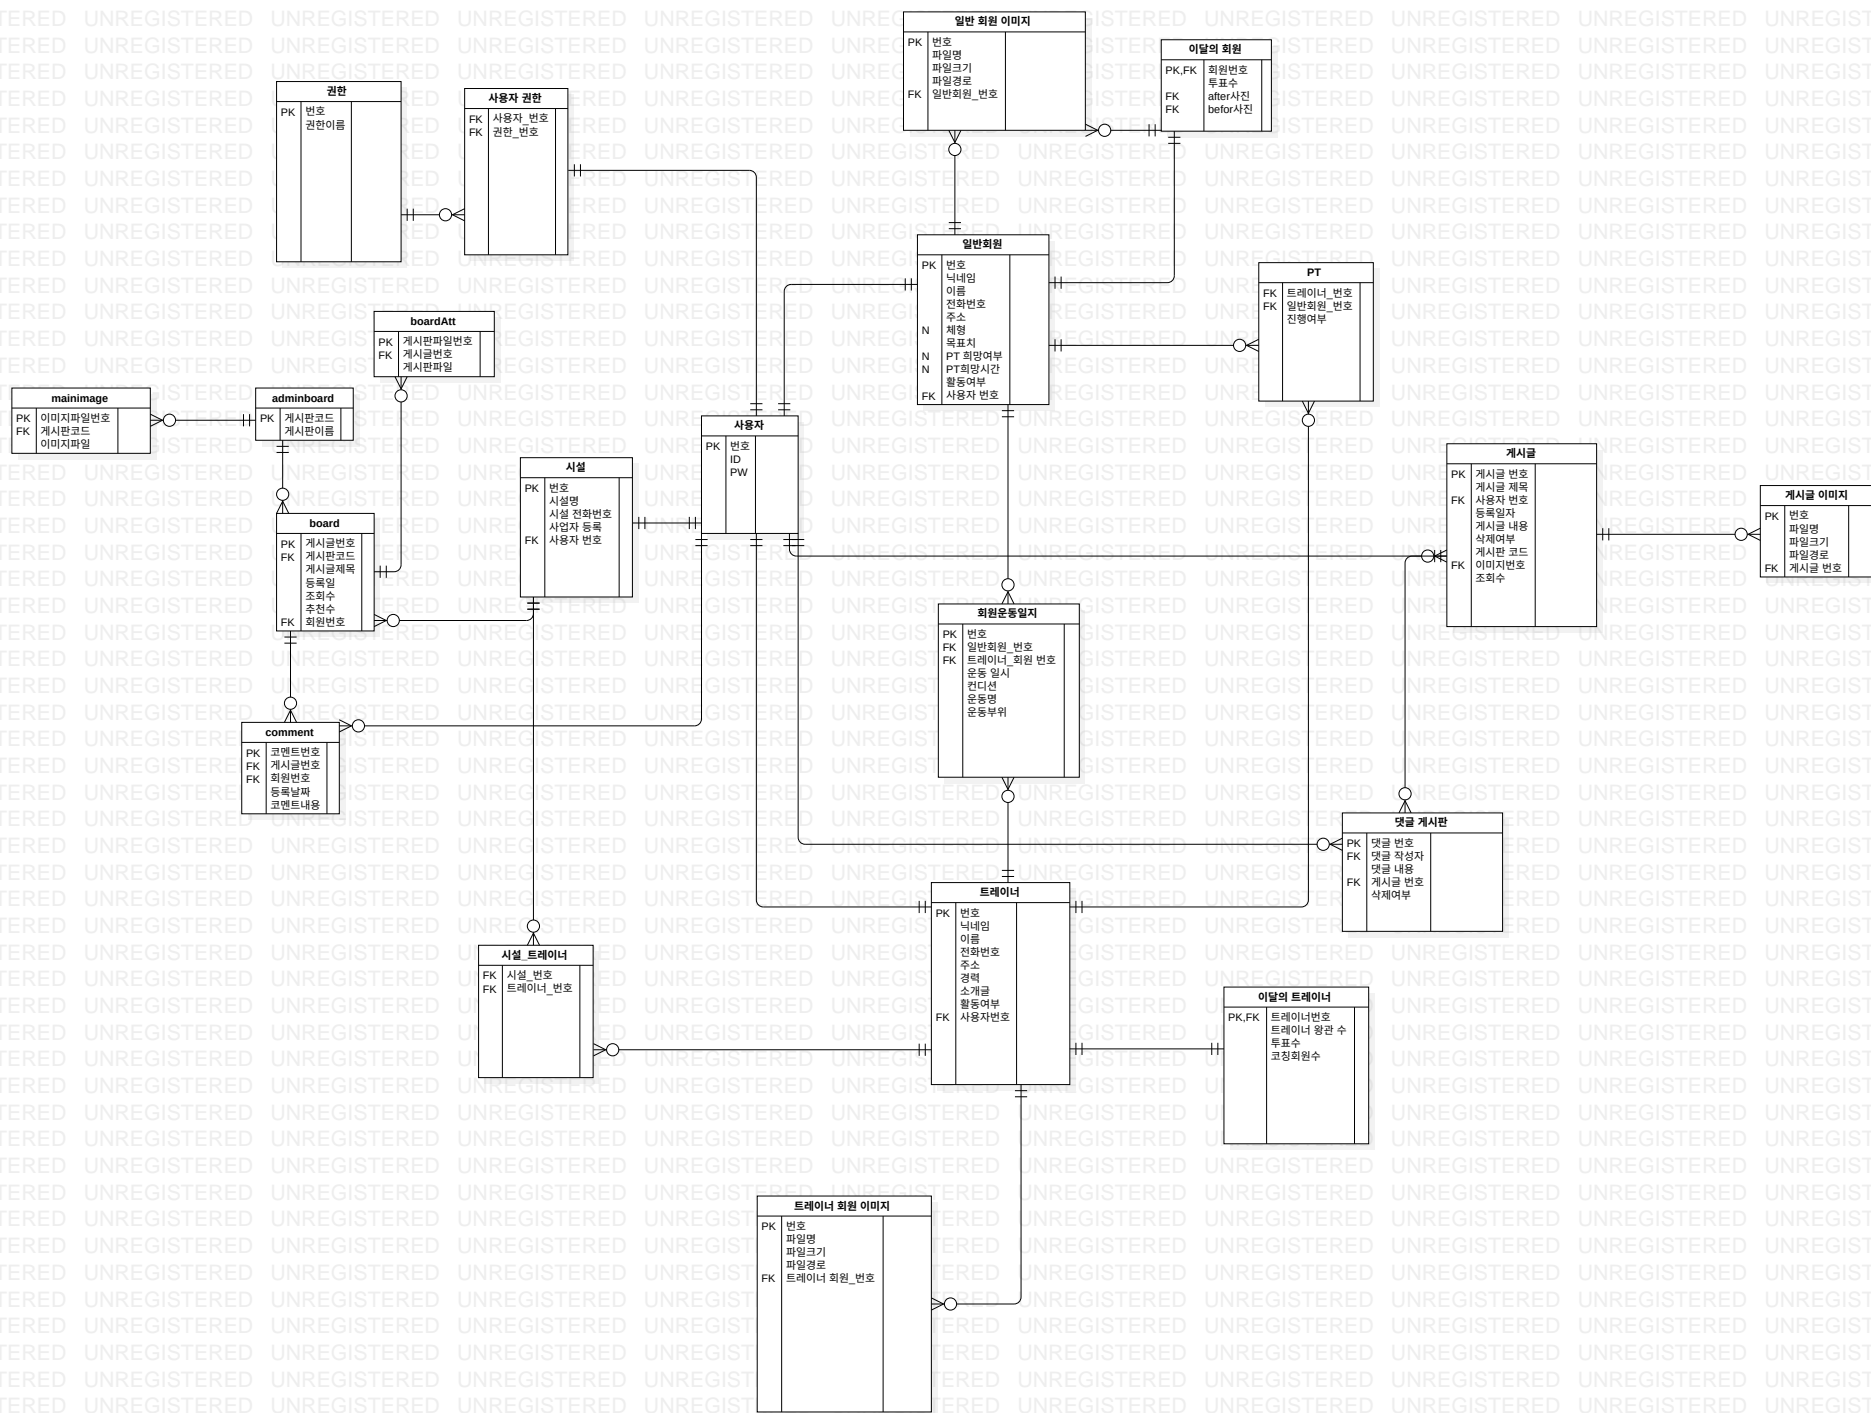 일반 회원 이미지
PK 번호
파일명
파일크기
파일경로
FK 일반회원_번호
이달의 회원
PK,FK 회원번호
투표수
FK after사진
FK befor사진
권한
PK 번호
권한이름
사용자 권한
FK 사용자_번호
FK 권한_번호
일반회원
PK 번호
닉네임
이름
전화번호
주소
N 체형
목표치
N PT 희망여부
N PT희망시간
활동여부
FK 사용자 번호
PT
FK 트레이너_번호
FK 일반회원_번호
진행여부
boardAtt
PK 게시판파일번호
FK 게시글번호
게시판파일
mainimage
PK 이미지파일번호
FK 게시판코드
이미지파일
adminboard
PK 게시판코드
게시판이름
사용자
PK 번호
ID
PW
시설
PK 번호
시설명
시설 전화번호
사업자 등록
FK 사용자 번호
게시글
PK 게시글 번호
게시글 제목
FK 사용자 번호
등록일자
게시글 내용
삭제여부
게시판 코드
FK 이미지번호
조회수
게시글 이미지
PK 번호
파일명
파일크기
파일경로
FK 게시글 번호
board
PK 게시글번호
FK 게시판코드
게시글제목
등록일
조회수
추천수
FK 회원번호
회원운동일지
PK 번호
FK 일반회원_번호
FK 트레이너_회원 번호
운동 일시
컨디션
운동명
운동부위
comment
PK 코멘트번호
FK 게시글번호
FK 회원번호
등록날짜
코멘트내용
댓글 게시판
PK 댓글 번호
FK 댓글 작성자
댓글 내용
FK 게시글 번호
삭제여부
트레이너
PK 번호
닉네임
이름
전화번호
주소
경력
소개글
활동여부
FK 사용자번호
시설_트레이너
FK 시설_번호
FK 트레이너_번호
이달의 트레이너
PK,FK 트레이너번호
트레이너 왕관 수
투표수
코칭회원수
트레이너 회원 이미지
PK 번호
파일명
파일크기
파일경로
FK 트레이너 회원_번호
UNREGISTERED